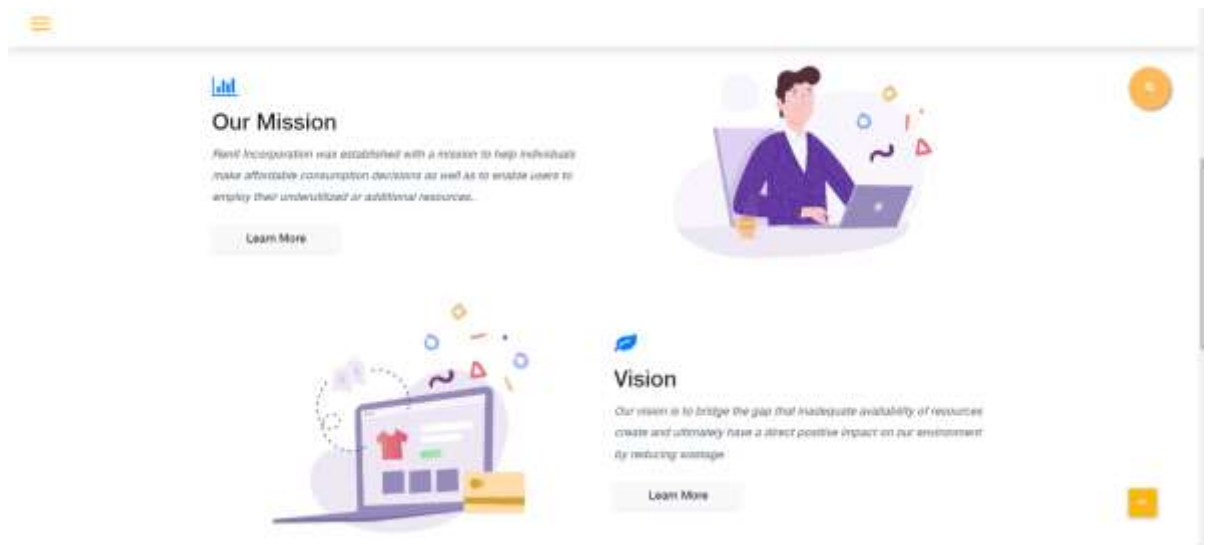 Our Mission
Rentl Incorporation was established with a mission to help individuals
make affordable consumption decisions as well as to enable users to
employ their underutilized or additional resources..
Learn More
Vision
Our vision is to bridge the gap that inadequate availability of resources
create and ultimately have a direct positive impact on our environment
by reducing wastage
Learn More